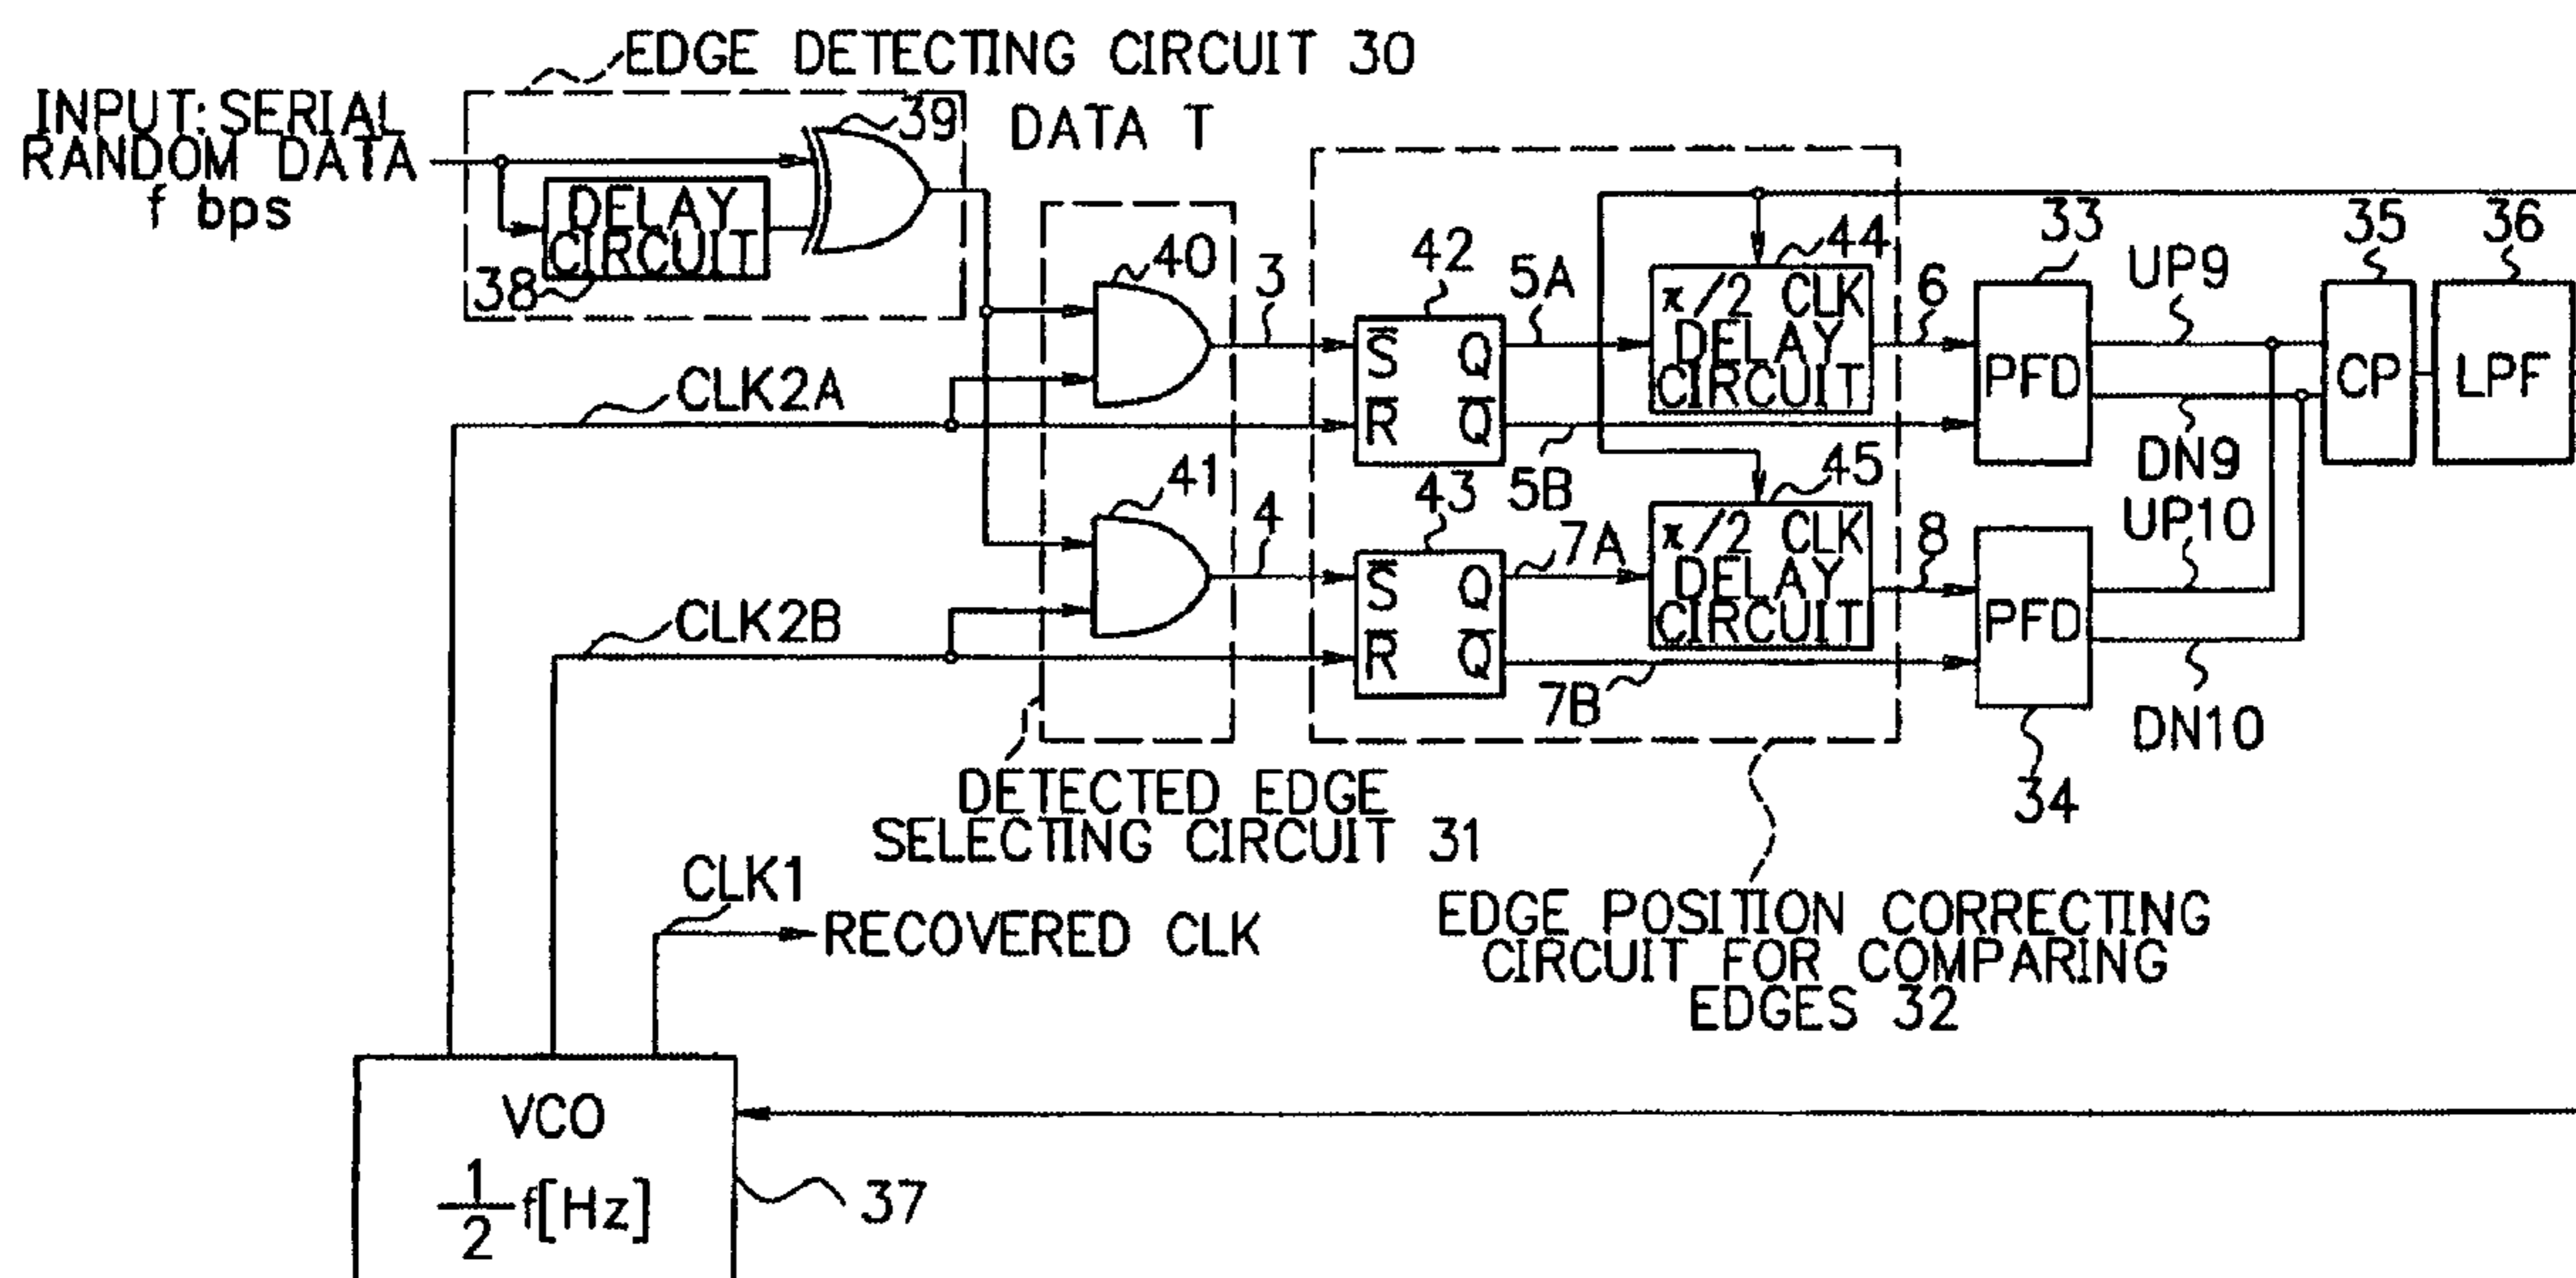 EDGE DETECTING CIRCUIT 30
INPUT: SERIAL
RANDOM DATA
f bps
39
DATA T
DELAY
CIRCUIT
38
40
3
42
5A
44
π/2 CLK
DELAY
CIRCUIT
6
33
UP9
35
36
S̅ Q
R̅ Q̅
PFD
CP
LPF
CLK2A
DN9
5B
41
4
43
7A
45
π/2 CLK
DELAY
CIRCUIT
8
UP10
S̅ Q
R̅ Q̅
PFD
CLK2B
7B
DN10
34
DETECTED EDGE
SELECTING CIRCUIT 31
CLK1
RECOVERED CLK
EDGE POSITION CORRECTING
CIRCUIT FOR COMPARING
EDGES 32
VCO
1/2 f[Hz]
37